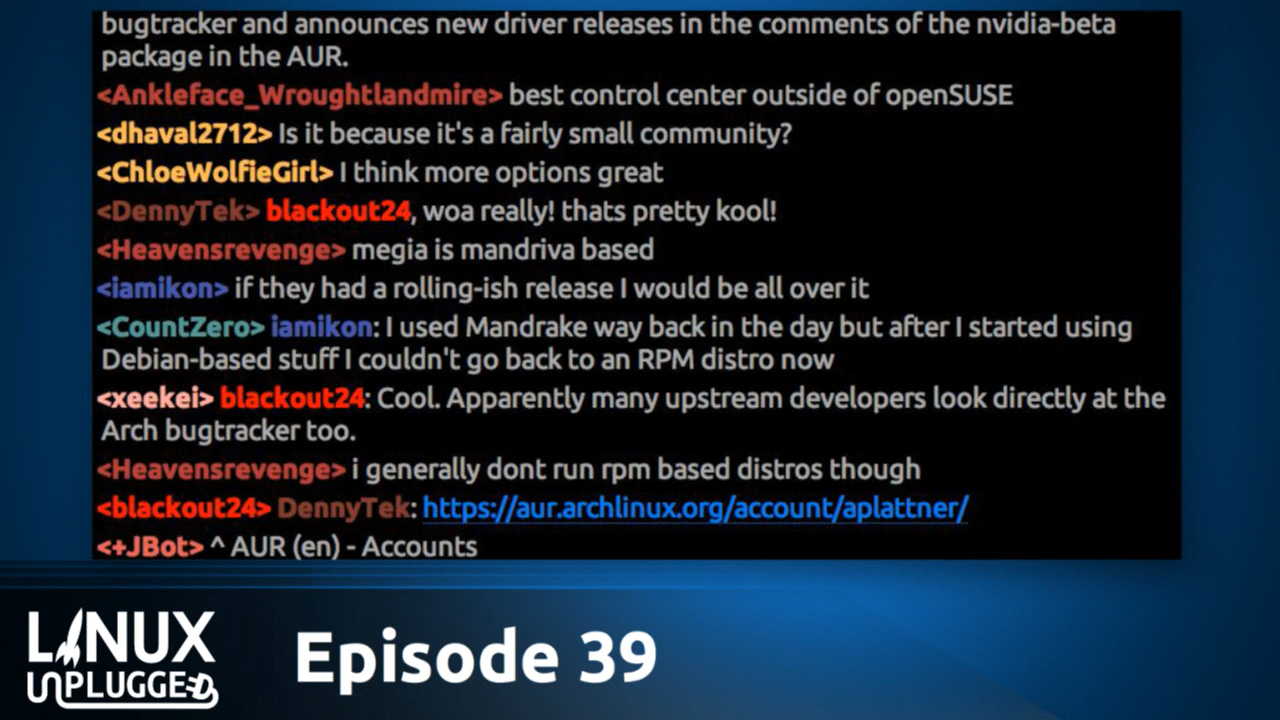 bugtracker and announces new driver releases in the comments of the nvidia-beta
package in the AUR.
<Ankleface_Wroughtlandmire> best control center outside of openSUSE
<dhaval2712> Is it because it's a fairly small community?
<ChloeWolfieGirl> I think more options great
<DennyTek> blackout24, woa really! thats pretty kool!
<Heavensrevenge> megia is mandriva based
<iamikon> if they had a rolling-ish release I would be all over it
<CountZero> iamikon: I used Mandrake way back in the day but after I started using
Debian-based stuff I couldn't go back to an RPM distro now
<xeekei> blackout24: Cool. Apparently many upstream developers look directly at the
Arch bugtracker too.
<Heavensrevenge> i generally dont run rpm based distros though
<blackout24> DennyTek: https://aur.archlinux.org/account/aplattner/
<+JBot> ^ AUR (en) - Accounts
LINUX
UNPLUGGED
Episode 39